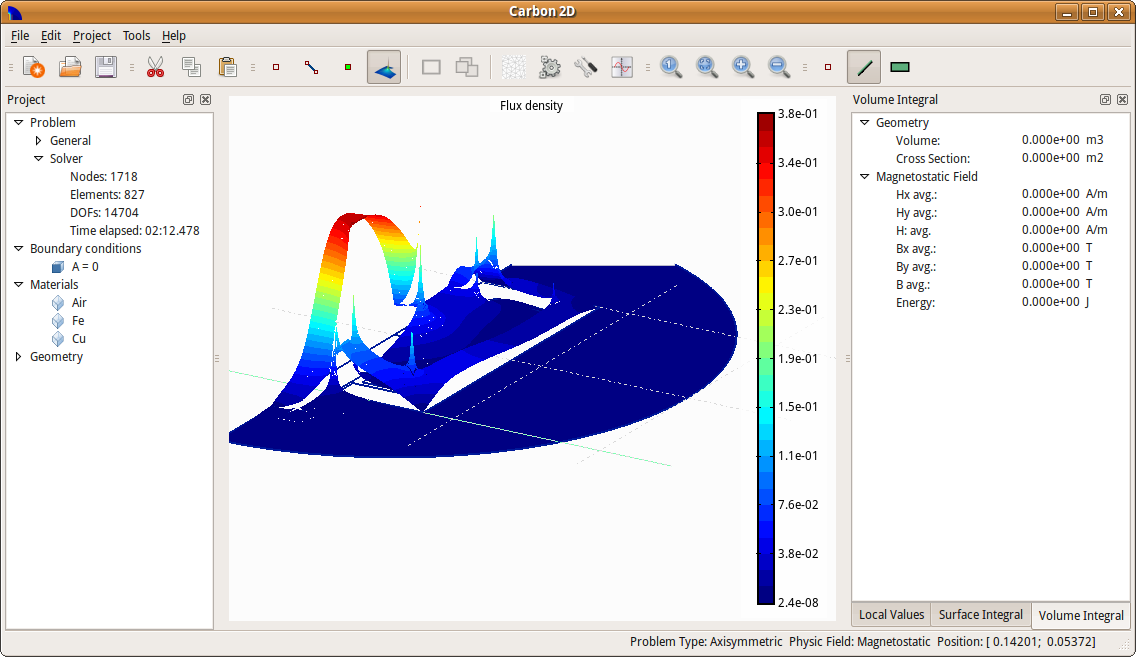 Carbon 2D
File Edit Project Tools Help
Project
Problem
General
Solver
Nodes: 1718
Elements: 827
DOFs: 14704
Time elapsed: 02:12.478
Boundary conditions
A = 0
Materials
Air
Fe
Cu
Geometry
Flux density
3.8e-01
3.4e-01
3.0e-01
2.7e-01
2.3e-01
1.9e-01
1.5e-01
1.1e-01
7.6e-02
3.8e-02
2.4e-08
Volume Integral
Geometry
Volume: 0.000e+00 m3
Cross Section: 0.000e+00 m2
Magnetostatic Field
Hx avg.: 0.000e+00 A/m
Hy avg.: 0.000e+00 A/m
H: avg. 0.000e+00 A/m
Bx avg.: 0.000e+00 T
By avg.: 0.000e+00 T
B avg.: 0.000e+00 T
Energy: 0.000e+00 J
Local Values Surface Integral Volume Integral
Problem Type: Axisymmetric Physic Field: Magnetostatic Position: [ 0.14201; 0.05372]